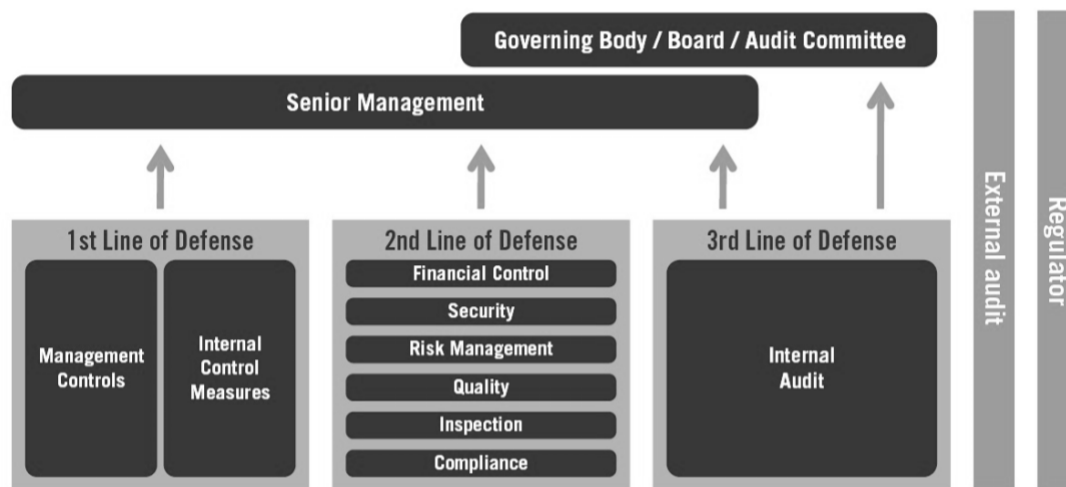 Governing Body / Board / Audit Committee
Senior Management
1st Line of Defense
Management
Controls
Internal
Control
Measures
2nd Line of Defense
Financial Control
Security
Risk Management
Quality
Inspection
Compliance
3rd Line of Defense
Internal
Audit
External audit
Regulator